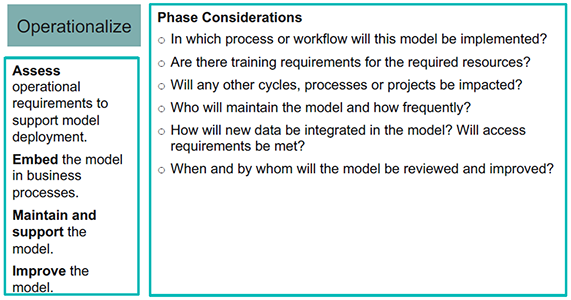 Operationalize
Assess
operational
requirements to
support model
deployment.
Embed the model
in business
processes.
Maintain and
support the
model.
Improve the
model.
Phase Considerations
○ In which process or workflow will this model be implemented?
○ Are there training requirements for the required resources?
○ Will any other cycles, processes or projects be impacted?
○ Who will maintain the model and how frequently?
○ How will new data be integrated in the model? Will access
requirements be met?
○ When and by whom will the model be reviewed and improved?